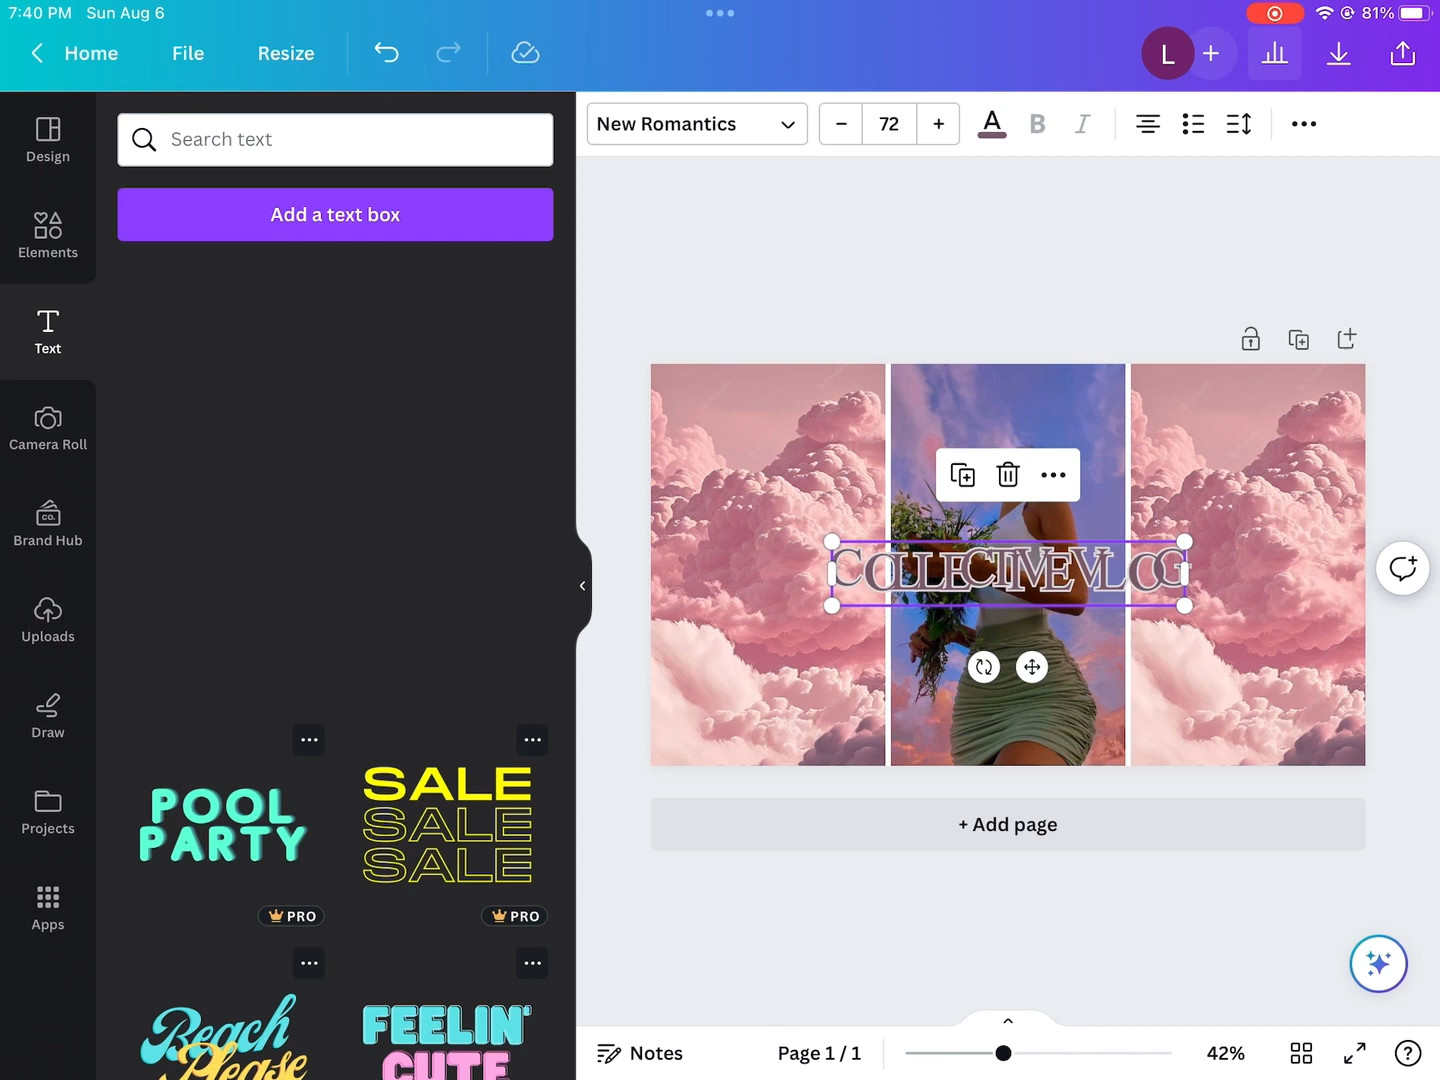 7:40 PM Sun Aug 6
81%
Home
File
Resize
L
Design
Elements
Text
Camera Roll
CO.
Brand Hub
Uploads
Draw
Projects
Apps
Search text
Add a text box
POOL
PARTY
PRO
SALE
SALE
SALE
PRO
Beach
Please
FEELIN'
CUTE
New Romantics
72
A
B
I
COLLECTIVEVLOG
+ Add page
Notes
Page 1 / 1
42%
?